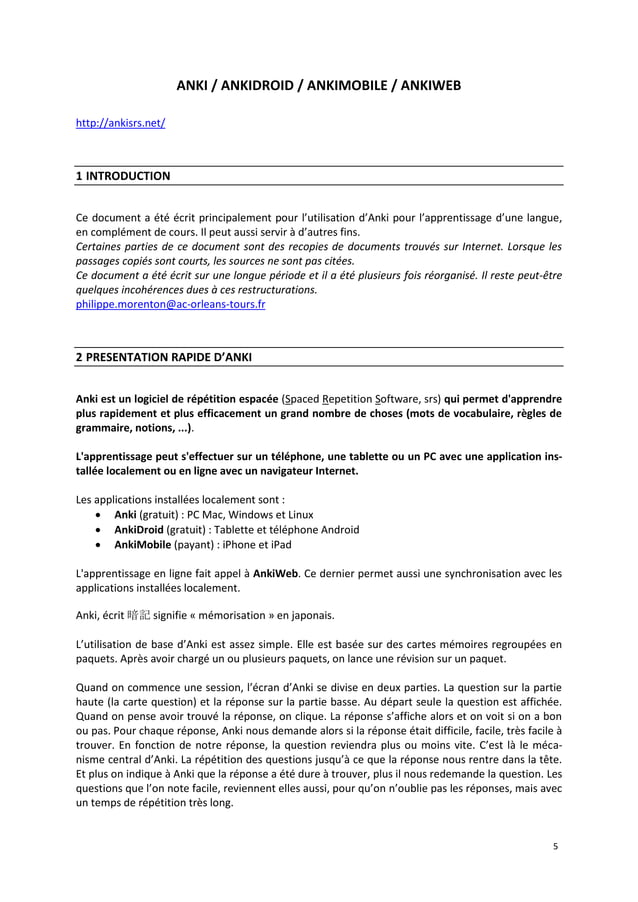 ANKI / ANKIDROID / ANKIMOBILE / ANKIWEB
http://ankisrs.net/
1 INTRODUCTION
Ce document a été écrit principalement pour l’utilisation d’Anki pour l’apprentissage d’une langue,
en complément de cours. Il peut aussi servir à d’autres fins.
Certaines parties de ce document sont des recopies de documents trouvés sur Internet. Lorsque les
passages copiés sont courts, les sources ne sont pas citées.
Ce document a été écrit sur une longue période et il a été plusieurs fois réorganisé. Il reste peut-être
quelques incohérences dues à ces restructurations.
philippe.morenton@ac-orleans-tours.fr
2 PRESENTATION RAPIDE D’ANKI
Anki est un logiciel de répétition espacée (Spaced Repetition Software, srs) qui permet d'apprendre
plus rapidement et plus efficacement un grand nombre de choses (mots de vocabulaire, règles de
grammaire, notions, ...).
L'apprentissage peut s'effectuer sur un téléphone, une tablette ou un PC avec une application ins-
tallée localement ou en ligne avec un navigateur Internet.
Les applications installées localement sont :
• Anki (gratuit) : PC Mac, Windows et Linux
• AnkiDroid (gratuit) : Tablette et téléphone Android
• AnkiMobile (payant) : iPhone et iPad
L'apprentissage en ligne fait appel à AnkiWeb. Ce dernier permet aussi une synchronisation avec les
applications installées localement.
Anki, écrit 暗記 signifie « mémorisation » en japonais.
L’utilisation de base d’Anki est assez simple. Elle est basée sur des cartes mémoires regroupées en
paquets. Après avoir chargé un ou plusieurs paquets, on lance une révision sur un paquet.
Quand on commence une session, l’écran d’Anki se divise en deux parties. La question sur la partie
haute (la carte question) et la réponse sur la partie basse. Au départ seule la question est affichée.
Quand on pense avoir trouvé la réponse, on clique. La réponse s’affiche alors et on voit si on a bon
ou pas. Pour chaque réponse, Anki nous demande alors si la réponse était difficile, facile, très facile à
trouver. En fonction de notre réponse, la question reviendra plus ou moins vite. C’est là le méca-
nisme central d’Anki. La répétition des questions jusqu’à ce que la réponse nous rentre dans la tête.
Et plus on indique à Anki que la réponse a été dure à trouver, plus il nous redemande la question. Les
questions que l’on note facile, reviennent elles aussi, pour qu’on n’oublie pas les réponses, mais avec
un temps de répétition très long.
5